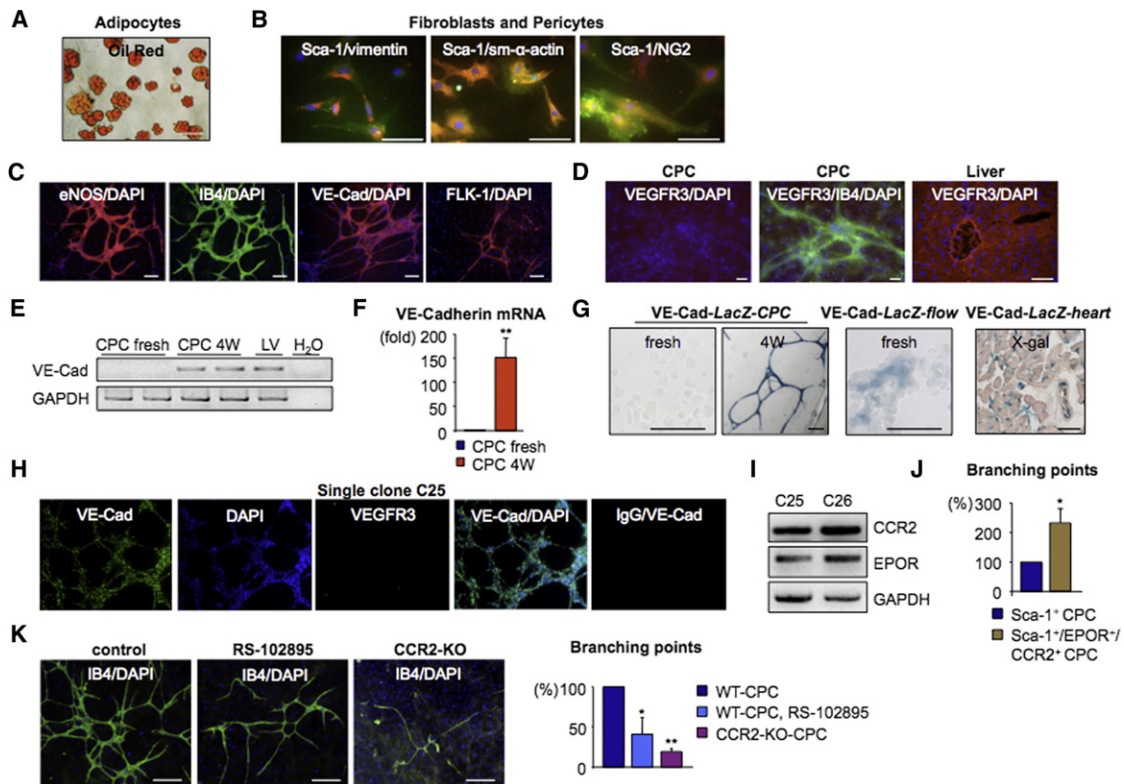 A
Adipocytes
Oil Red
B
Fibroblasts and Pericytes
Sca-1/vimentin
Sca-1/sm-α-actin
Sca-1/NG2
C
eNOS/DAPI
IB4/DAPI
VE-Cad/DAPI
FLK-1/DAPI
D
CPC
CPC
Liver
VEGFR3/DAPI
VEGFR3/IB4/DAPI
VEGFR3/DAPI
E
CPC fresh
CPC 4W
LV
H2O
VE-Cad
GAPDH
F
VE-Cadherin mRNA
(fold)
200
150
100
50
0
**
CPC fresh
CPC 4W
G
VE-Cad-LacZ-CPC
VE-Cad-LacZ-flow
VE-Cad-LacZ-heart
fresh
4W
fresh
X-gal
H
Single clone C25
VE-Cad
DAPI
VEGFR3
VE-Cad/DAPI
IgG/VE-Cad
I
C25
C26
CCR2
EPOR
GAPDH
J
Branching points
(%)
300
200
100
0
*
Sca-1+ CPC
Sca-1+/EPOR+/
CCR2+ CPC
K
control
RS-102895
CCR2-KO
IB4/DAPI
IB4/DAPI
IB4/DAPI
Branching points
(%)
100
50
0
*
**
WT-CPC
WT-CPC, RS-102895
CCR2-KO-CPC